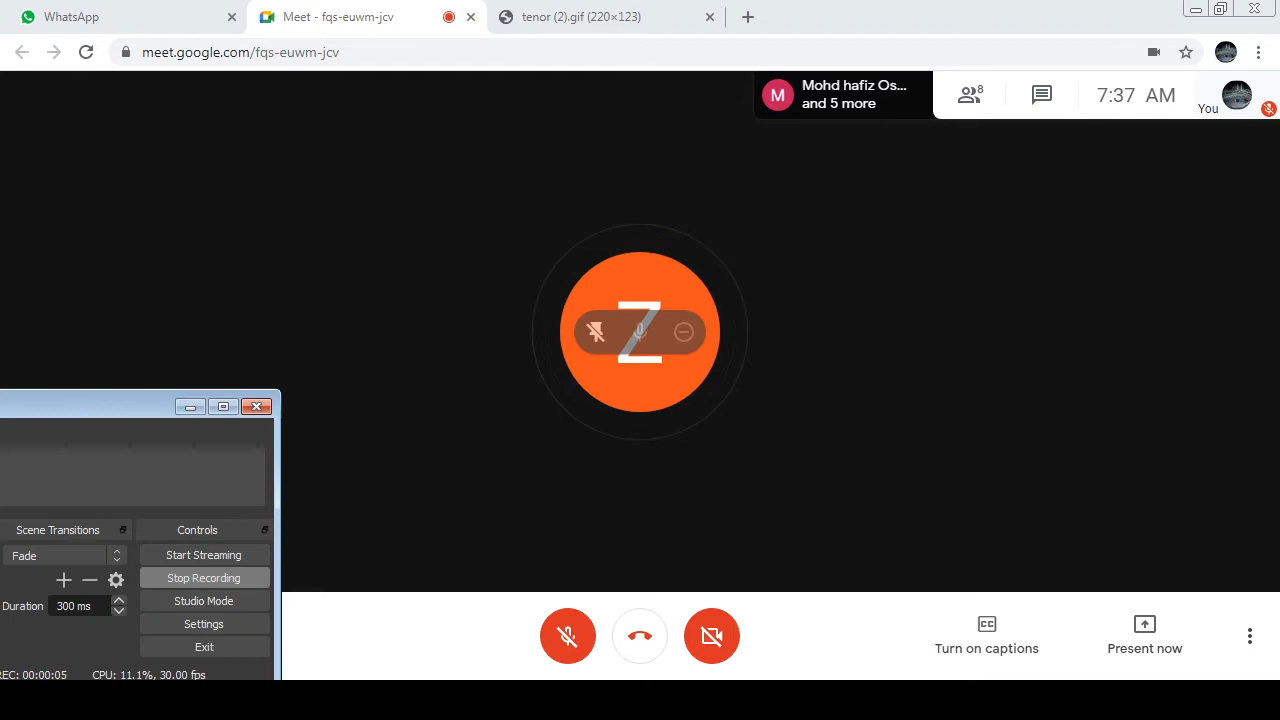 WhatsApp
Meet - fqs-euwm-jcv
tenor (2).gif (220×123)
meet.google.com/fqs-euwm-jcv
M
Mohd hafiz Os...
and 5 more
8
7:37 AM
You
Z
Scene Transitions
Controls
Fade
Start Streaming
Stop Recording
Duration 300 ms
Studio Mode
Settings
Exit
REC: 00:00:05 CPU: 11.1%, 30.00 fps
CC
Turn on captions
Present now